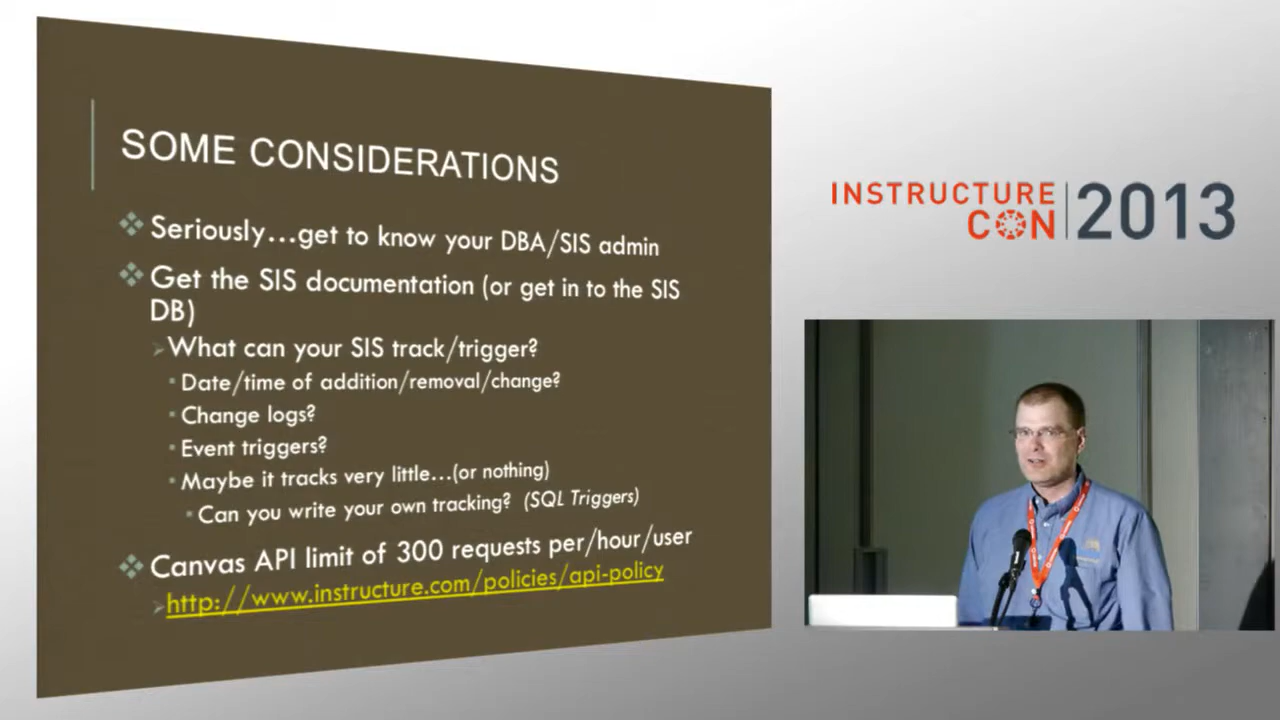 SOME CONSIDERATIONS
Seriously...get to know your DBA/SIS admin
Get the SIS documentation (or get in to the SIS
DB)
What can your SIS track/trigger?
Date/time of addition/removal/change?
Change logs?
Event triggers?
Maybe it tracks very little...(or nothing)
Can you write your own tracking? (SQL Triggers)
Canvas API limit of 300 requests per/hour/user
http://www.instructure.com/policies/api-policy
INSTRUCTURE
CON
2013